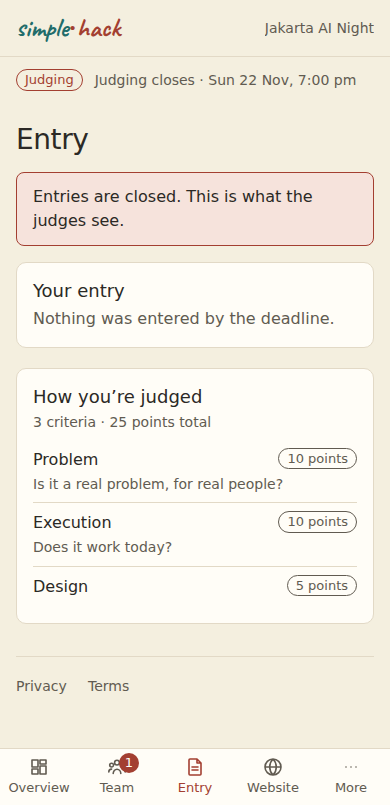 simple·hack
Jakarta AI Night
Judging
Judging closes · Sun 22 Nov, 7:00 pm
Entry
Entries are closed. This is what the
judges see.
Your entry
Nothing was entered by the deadline.
How you’re judged
3 criteria · 25 points total
Problem
10 points
Is it a real problem, for real people?
Execution
10 points
Does it work today?
Design
5 points
Privacy
Terms
1
Overview
Team
Entry
Website
More